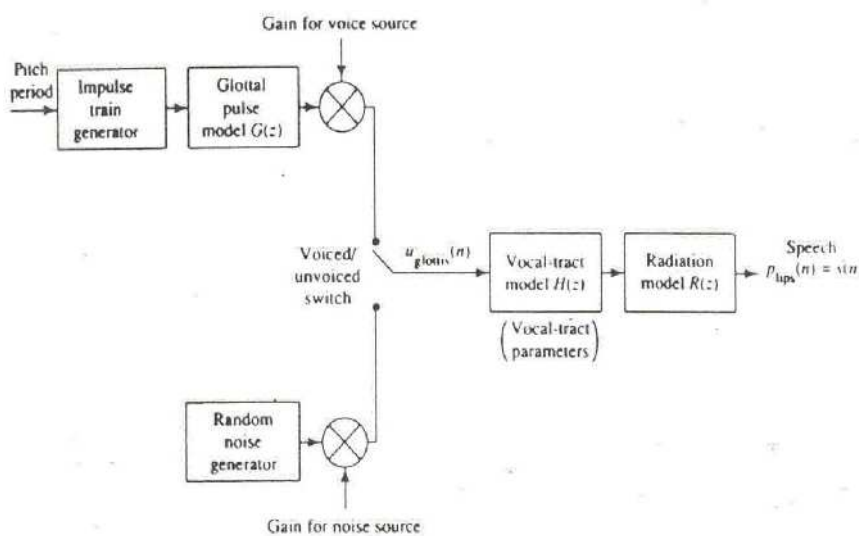 Gain for voice source
Pitch
period
Impulse
train
generator
Glottal
pulse
model G(z)
Voiced/
unvoiced
switch
u_glottis(n)
Vocal-tract
model H(z)
(Vocal-tract
parameters)
Radiation
model R(z)
Speech
p_lips(n) = s(n
Random
noise
generator
Gain for noise source